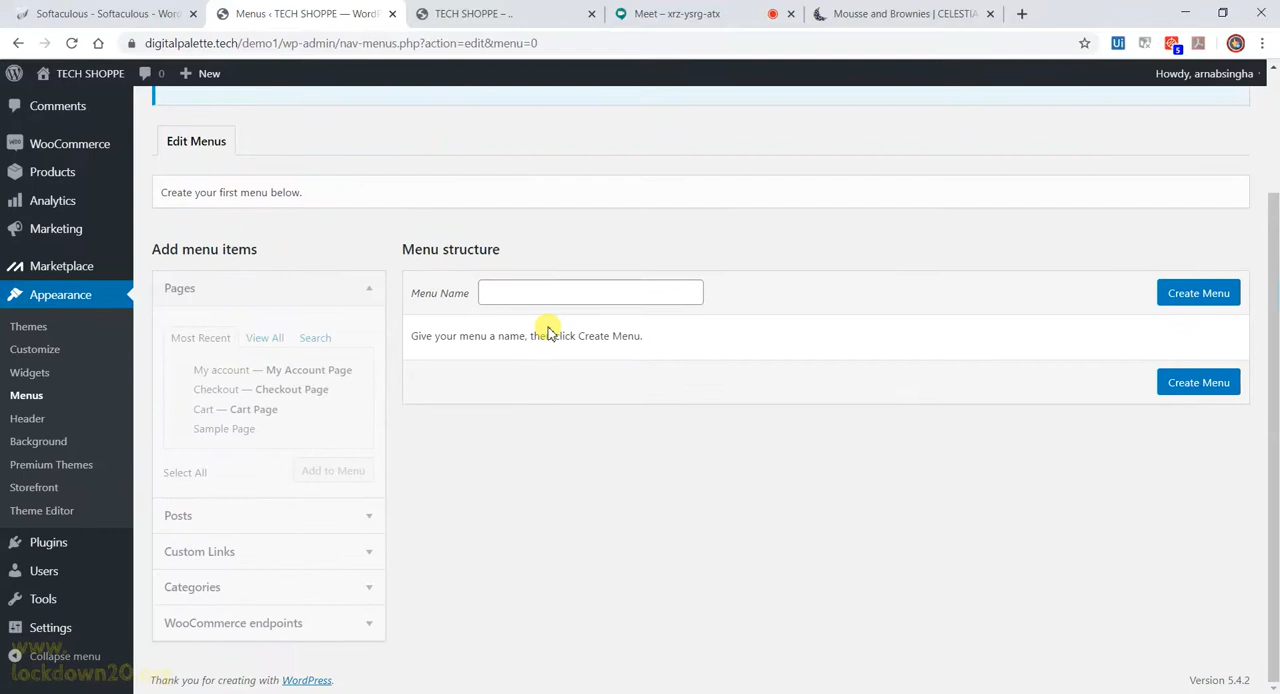 Softaculous - Softaculous - Word
Menus ‹ TECH SHOPPE — WordP
TECH SHOPPE – ..
Meet – xrz-ysrg-atx
Mousse and Brownies | CELESTIA
digitalpalette.tech/demo1/wp-admin/nav-menus.php?action=edit&menu=0
TECH SHOPPE
0
New
Howdy, arnabsingha
Comments
WooCommerce
Products
Analytics
Marketing
Marketplace
Appearance
Themes
Customize
Widgets
Menus
Header
Background
Premium Themes
Storefront
Theme Editor
Plugins
Users
Tools
Settings
Collapse menu
Edit Menus
Create your first menu below.
Add menu items
Pages
Most Recent
View All
Search
My account — My Account Page
Checkout — Checkout Page
Cart — Cart Page
Sample Page
Select All
Add to Menu
Posts
Custom Links
Categories
WooCommerce endpoints
Menu structure
Menu Name
Create Menu
Give your menu a name, then click Create Menu.
Create Menu
Thank you for creating with WordPress.
Version 5.4.2
www.